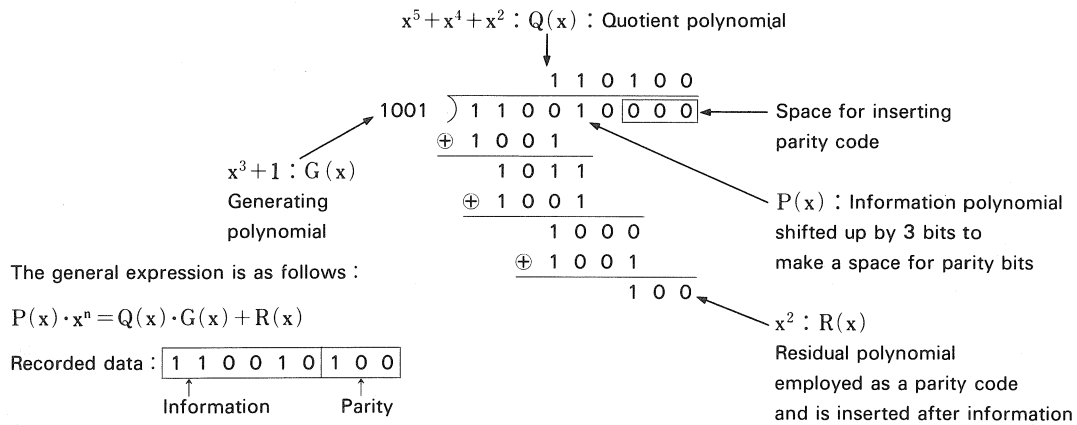 x⁵+x⁴+x² : Q(x) : Quotient polynomial
1 1 0 1 0 0
1001 ) 1 1 0 0 1 0 0 0 0
Space for inserting
parity code
⊕ 1 0 0 1
x³+1 : G(x)
Generating
polynomial
1 0 1 1
⊕ 1 0 0 1
1 0 0 0
⊕ 1 0 0 1
1 0 0
P(x) : Information polynomial
shifted up by 3 bits to
make a space for parity bits
x² : R(x)
Residual polynomial
employed as a parity code
and is inserted after information
The general expression is as follows :
P(x)·xⁿ=Q(x)·G(x)+R(x)
Recorded data : 1 1 0 0 1 0 1 0 0
Information Parity